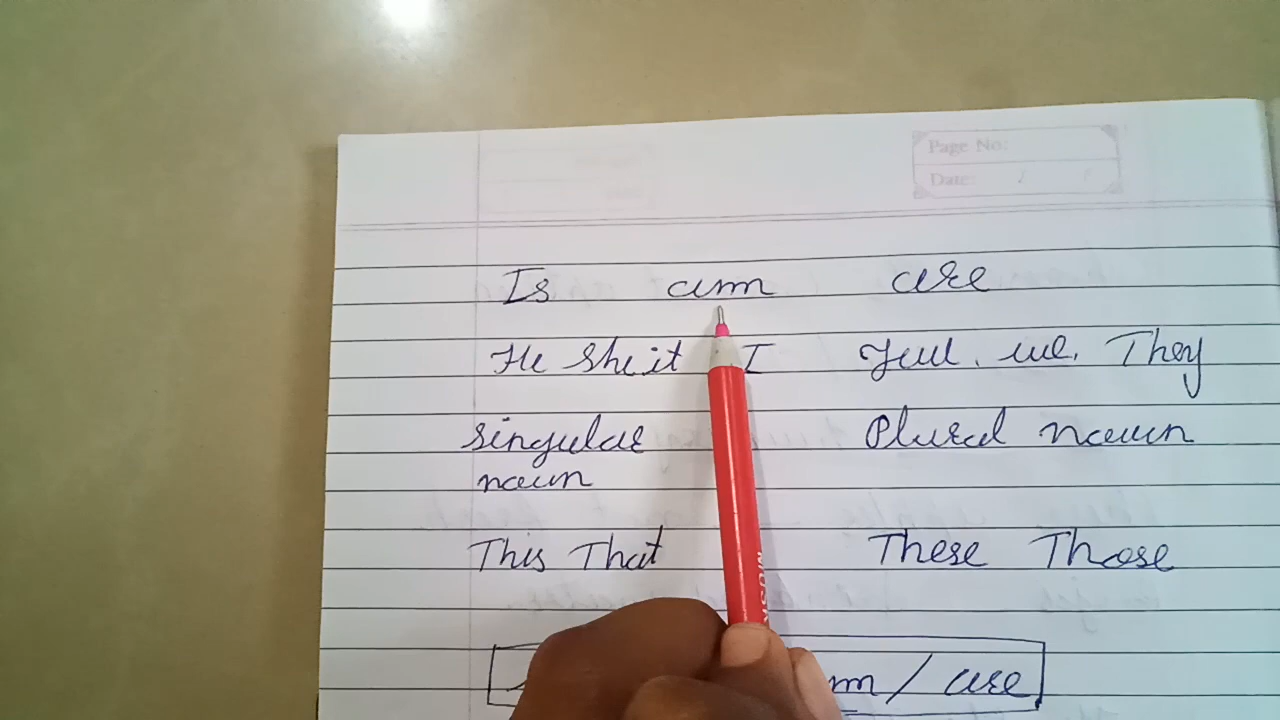 Page No:
Date: / /
Is am are
He She it I You. we. They
singular Plural noun
noun
This That These Those
m / are